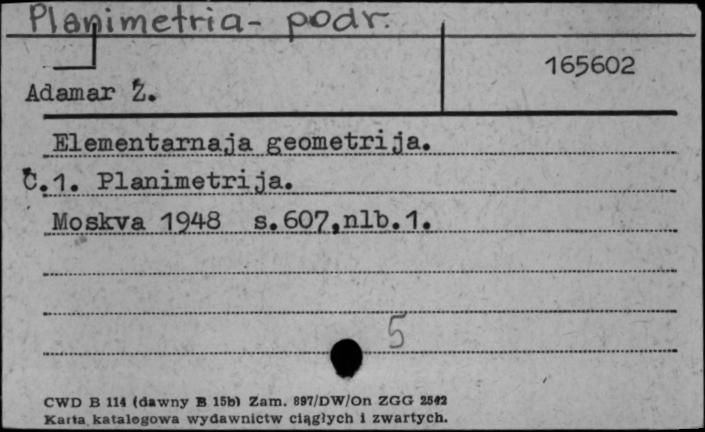 Planimetria - podr.
165602
Adamar Ž.
Elementarnaja geometrija.
Č.1. Planimetrija.
Moskva 1948 s.607,nlb.1.
5
CWD B 114 (dawny B 15b) Zam. 897/DW/On ZGG 2542
Karta katalogowa wydawnictw ciągłych i zwartych.